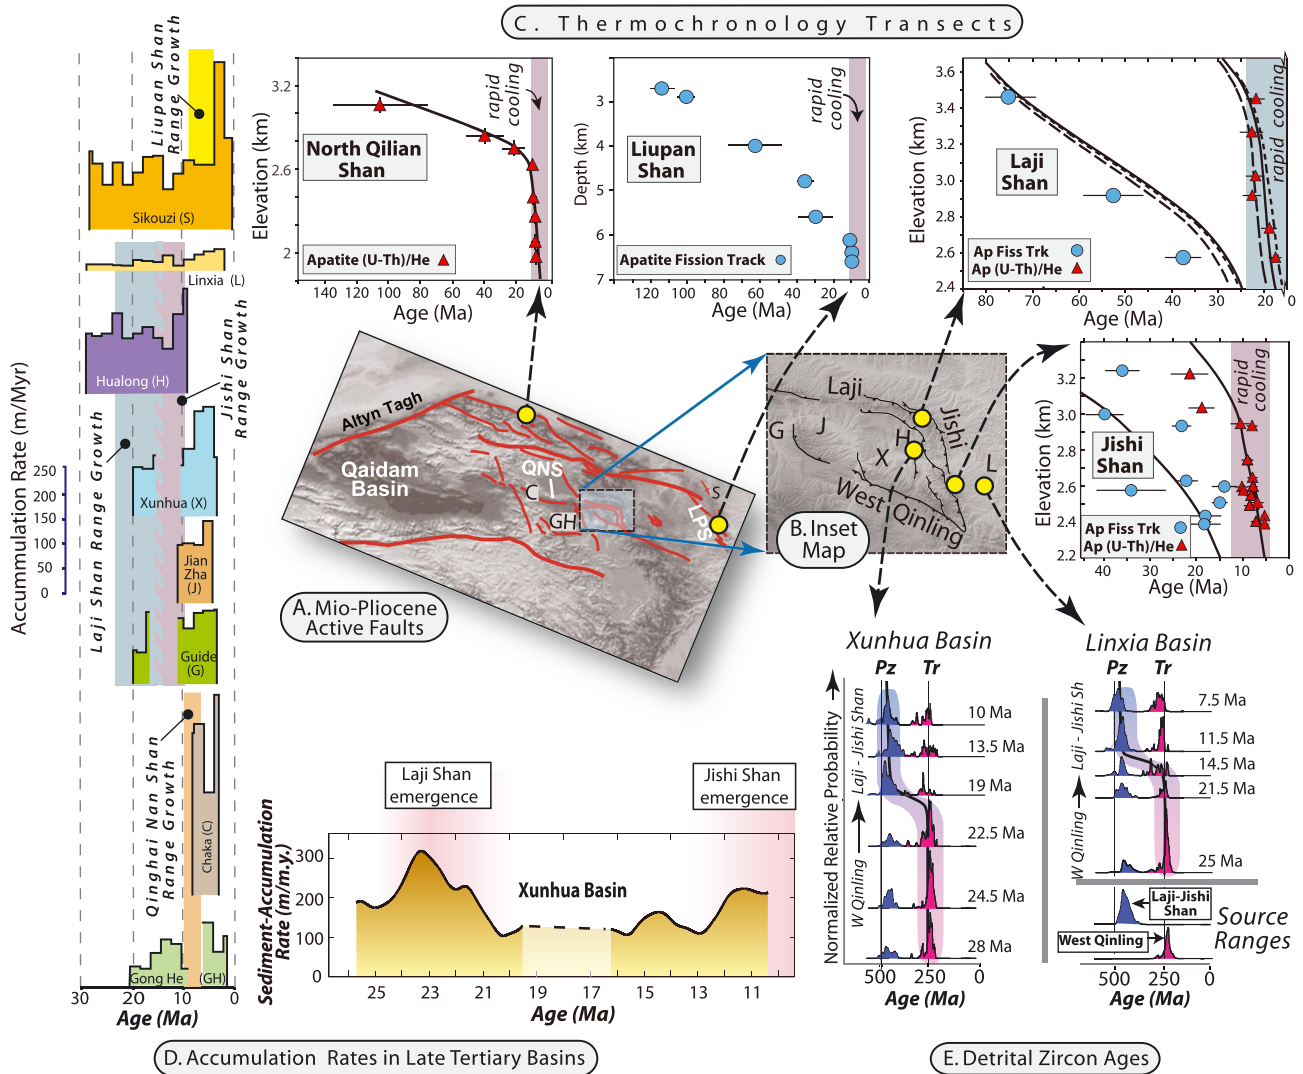 C. Thermochronology Transects
Liupan Shan
Range Growth
Sikouzi (S)
Linxia (L)
Hualong (H)
Jishi Shan
Range Growth
Laji Shan Range Growth
Xunhua (X)
Jian
Zha
(J)
Guide
(G)
Qinghai Nan Shan
Range Growth
Chaka (C)
Gong He
(GH)
Accummulation Rate (m/Myr)
250
200
150
100
50
0
30
20
10
0
Age (Ma)
Elevation (km)
3.2
2.6
2
North Qilian
Shan
rapid
cooling
Apatite (U-Th)/He
140
120
100
80
60
40
20
0
Age (Ma)
Depth (km)
3
4
5
6
7
Liupan
Shan
rapid
cooling
Apatite Fission Track
140
120
100
80
60
40
20
0
Age (Ma)
Elevation (km)
3.6
3.4
3.2
3.0
2.8
2.6
2.4
Laji
Shan
rapid cooling
Ap Fiss Trk
Ap (U-Th)/He
80
70
60
50
40
30
20
10
0
Age (Ma)
Elevation (km)
3.2
3.0
2.8
2.6
2.4
2.2
rapid
cooling
Jishi
Shan
Ap Fiss Trk
Ap (U-Th)/He
40
30
20
10
0
Age (Ma)
Altyn Tagh
Qaidam
Basin
QNS
C
GH
S
LPS
A. Mio-Pliocene
Active Faults
Laji
Jishi
G
J
H
X
L
West Qinling
B. Inset
Map
Laji Shan
emergence
Jishi Shan
emergence
Sediment-Accumulation
Rate (m/m.y.)
300
200
100
0
Xunhua Basin
25
23
21
19
17
15
13
11
Age (Ma)
D. Accumulation Rates in Late Tertiary Basins
Xunhua Basin
Pz
Tr
Normalized Relative Probability
Laji - Jishi Shan
W Qinling
10 Ma
13.5 Ma
19 Ma
22.5 Ma
24.5 Ma
28 Ma
500
250
0
Age (Ma)
Linxia Basin
Pz
Tr
Laji - Jishi Sh
W Qinling
7.5 Ma
11.5 Ma
14.5 Ma
21.5 Ma
25 Ma
Laji-Jishi
Shan
West Qinling
Source
Ranges
500
250
0
Age (Ma)
E. Detrital Zircon Ages